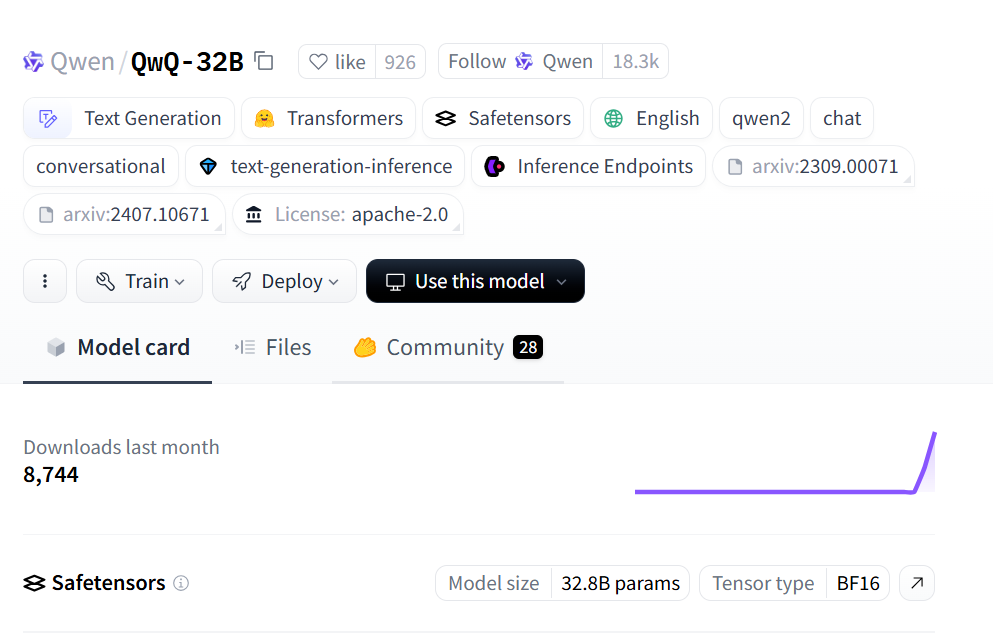 Qwen / QwQ-32B like 926 Follow Qwen 18.3k
Text Generation Transformers Safetensors English qwen2 chat
conversational text-generation-inference Inference Endpoints arxiv:2309.00071
arxiv:2407.10671 License: apache-2.0
Train Deploy Use this model
Model card Files Community 28
Downloads last month
8,744
Safetensors Model size 32.8B params Tensor type BF16